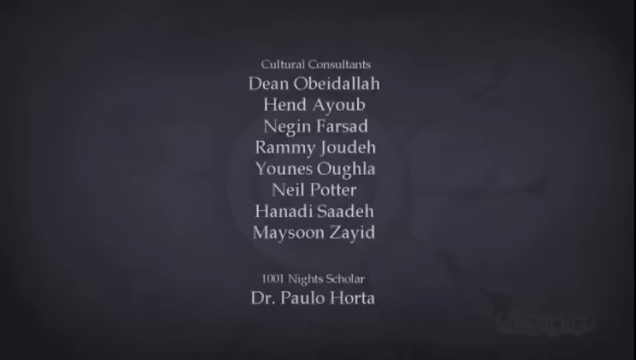 Cultural Consultants
Dean Obeidallah
Hend Ayoub
Negin Farsad
Rammy Joudeh
Younes Oughla
Neil Potter
Hanadi Saadeh
Maysoon Zayid
1001 Nights Scholar
Dr. Paulo Horta